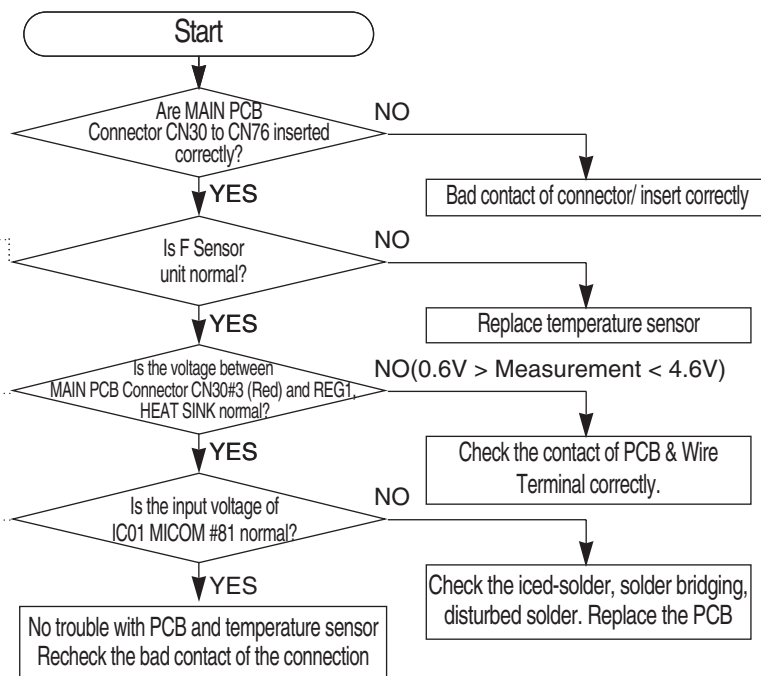 Start
Are MAIN PCB
Connector CN30 to CN76 inserted
correctly?
NO
Bad contact of connector/ insert correctly
YES
Is F Sensor
unit normal?
NO
Replace temperature sensor
YES
Is the voltage between
MAIN PCB Connector CN30#3 (Red) and REG1,
HEAT SINK normal?
NO(0.6V > Measurement < 4.6V)
Check the contact of PCB & Wire
Terminal correctly.
YES
Is the input voltage of
IC01 MICOM #81 normal?
NO
Check the iced-solder, solder bridging,
disturbed solder. Replace the PCB
YES
No trouble with PCB and temperature sensor
Recheck the bad contact of the connection